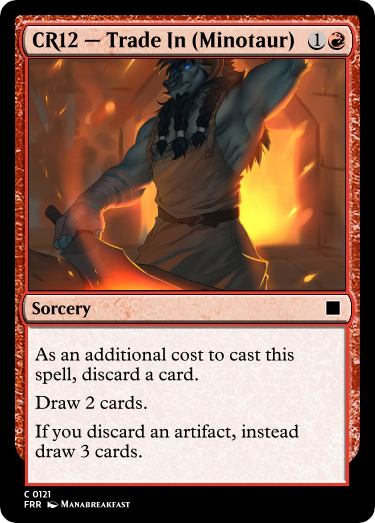 CR12 — Trade In (Minotaur) 1
Sorcery
As an additional cost to cast this
spell, discard a card.
Draw 2 cards.
If you discard an artifact, instead
draw 3 cards.
C 0121
FRR Manabreakfast